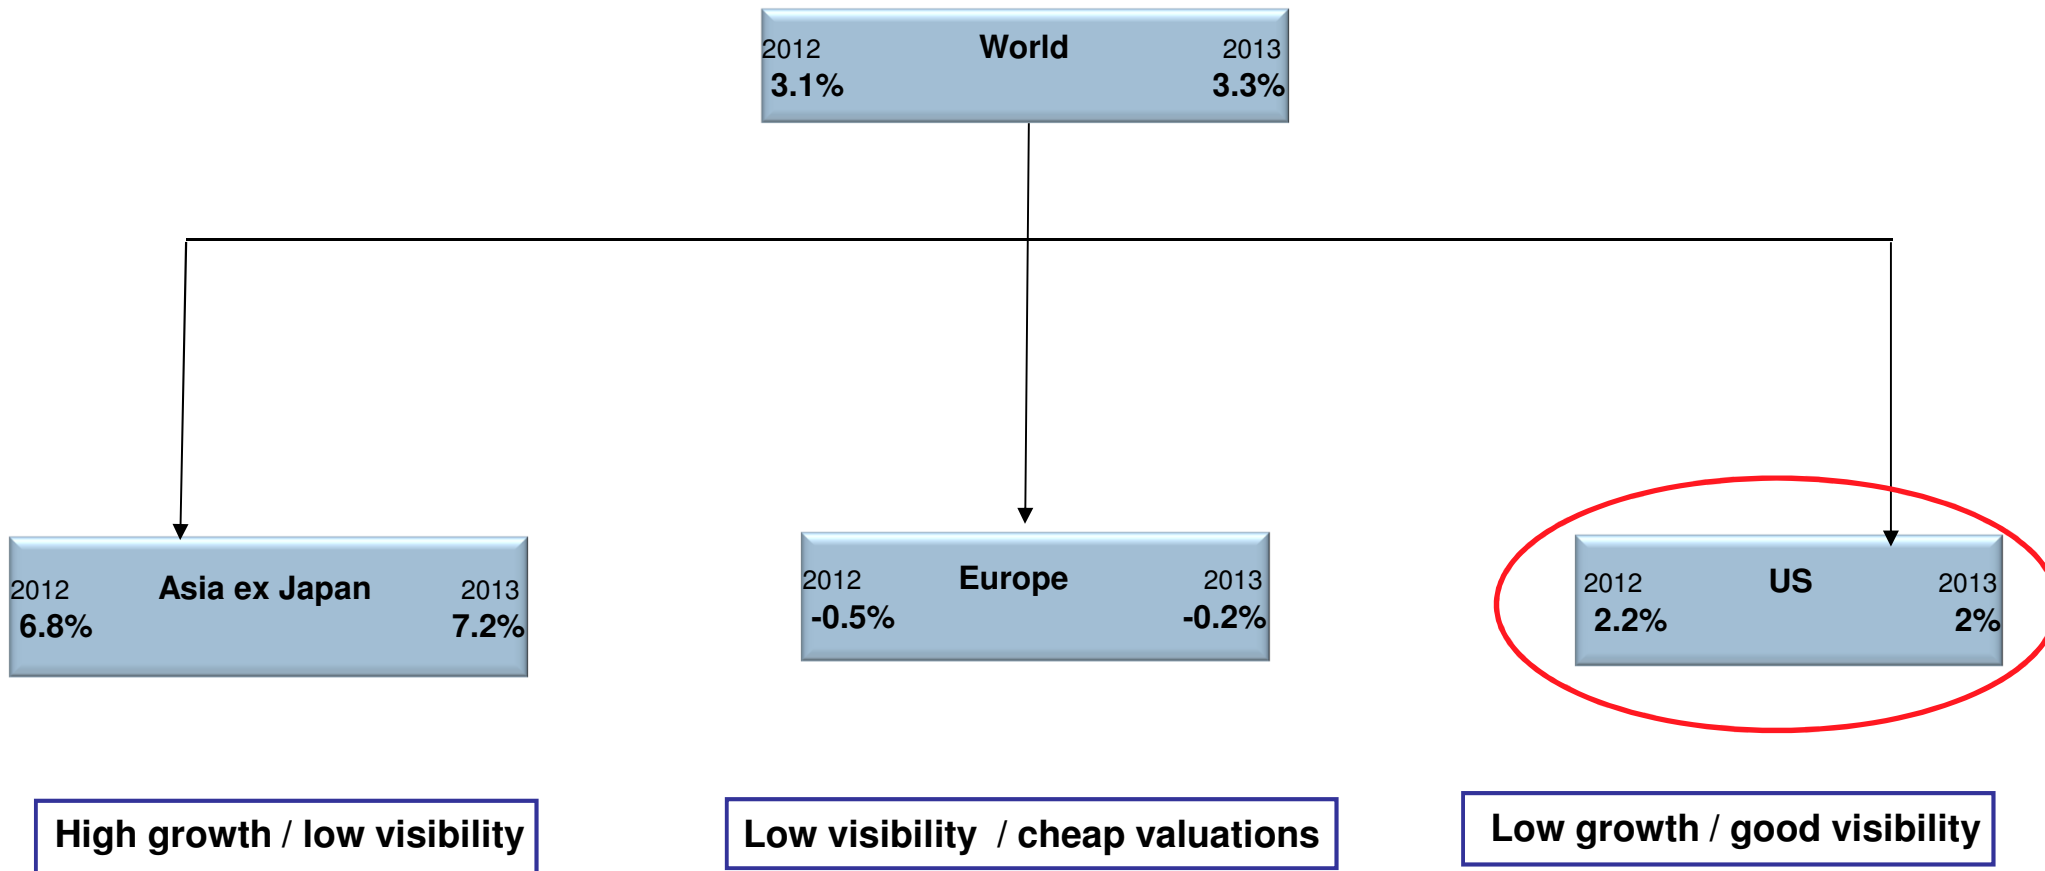 2012 World 2013
3.1% 3.3%
2012 Asia ex Japan 2013
6.8% 7.2%
2012 Europe 2013
-0.5% -0.2%
2012 US 2013
2.2% 2%
High growth / low visibility
Low visibility / cheap valuations
Low growth / good visibility